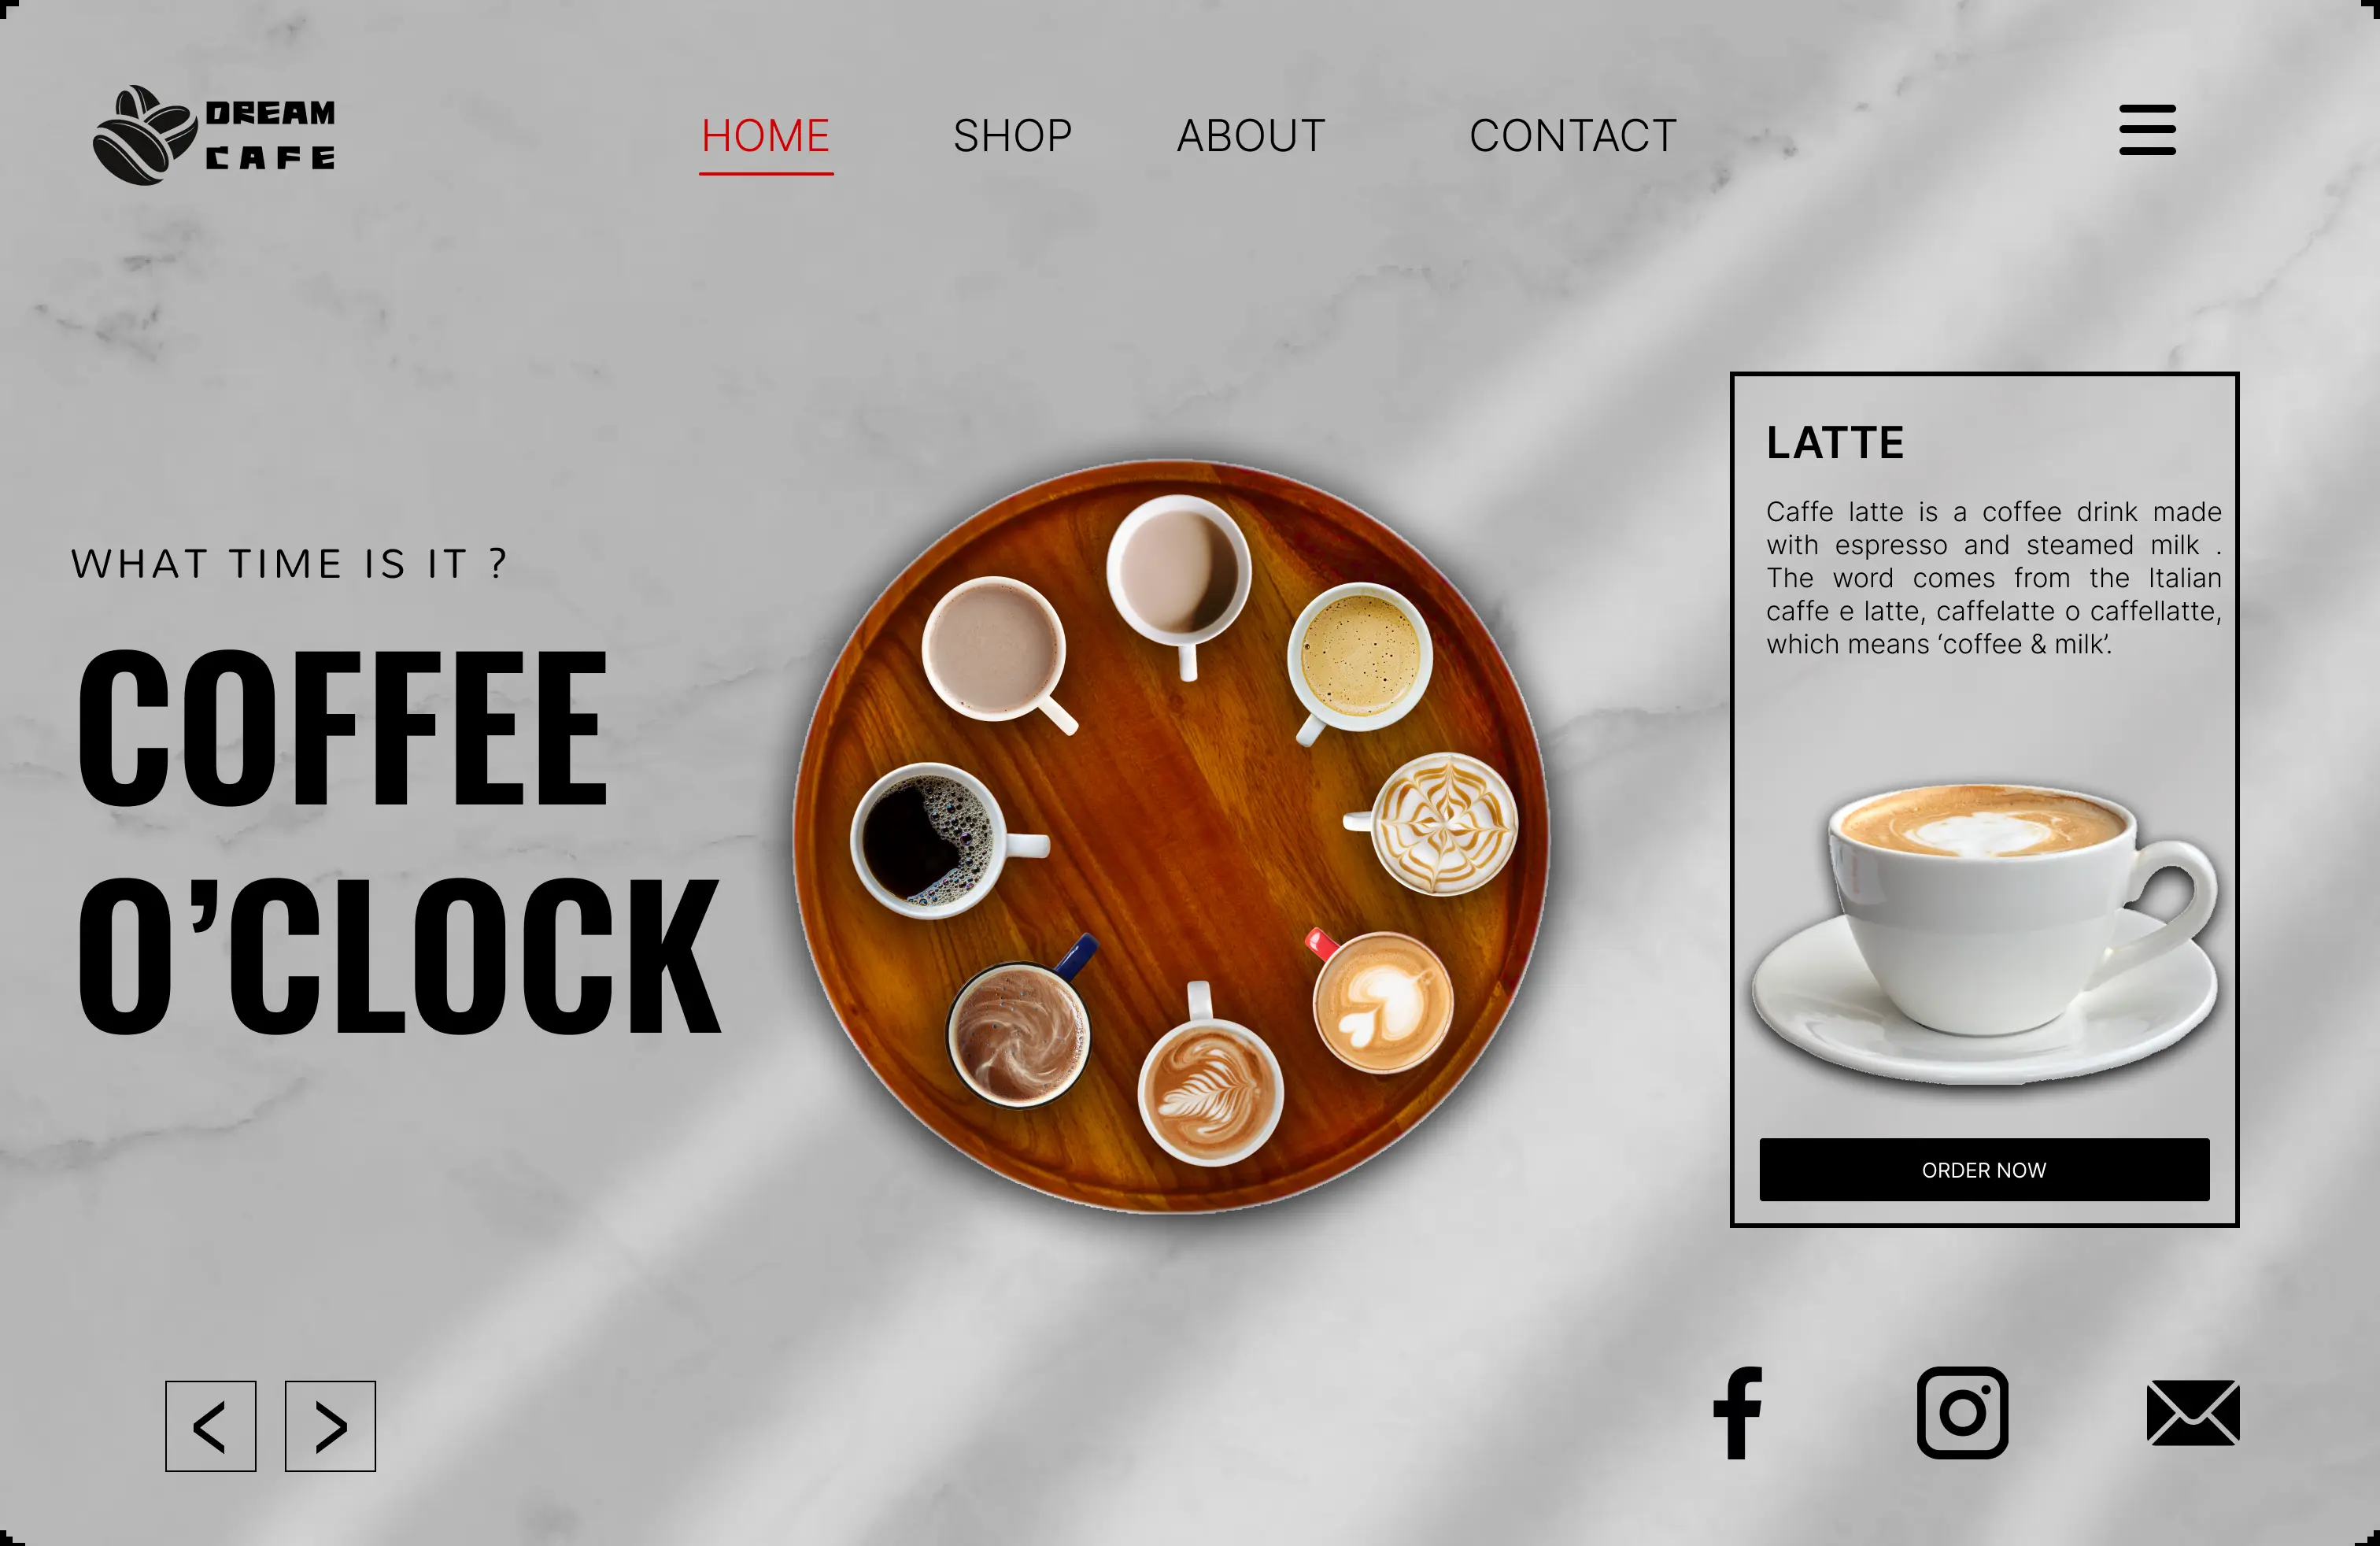 DREAM
CAFE
HOME
SHOP
ABOUT
CONTACT
WHAT TIME IS IT ?
COFFEE
O’CLOCK
LATTE
Caffe latte is a coffee drink made
with espresso and steamed milk .
The word comes from the Italian
caffe e latte, caffelatte o caffellatte,
which means ‘coffee & milk’.
ORDER NOW